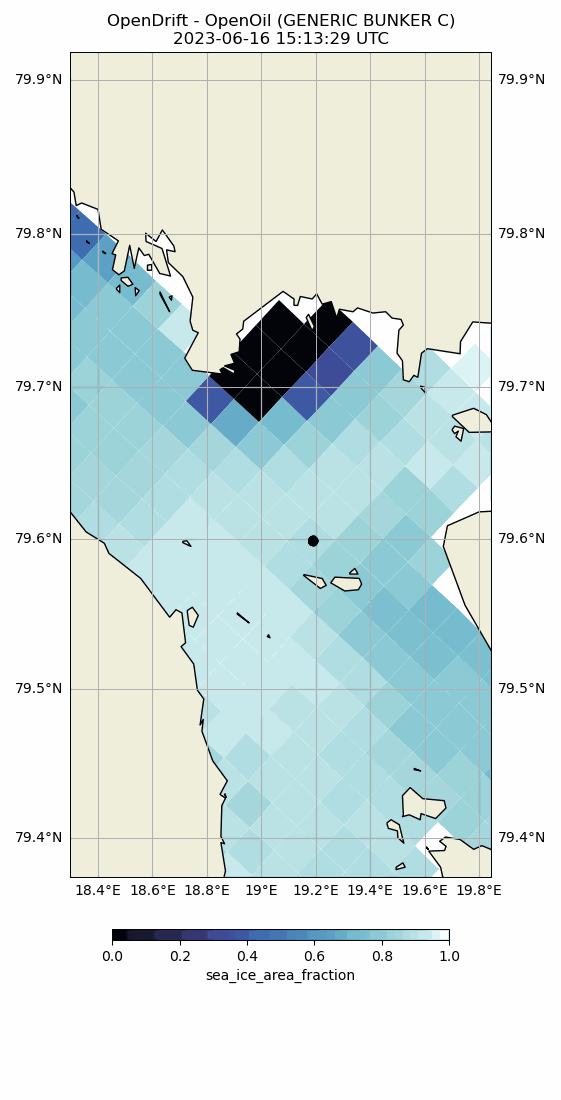 OpenDrift - OpenOil (GENERIC BUNKER C)
2023-06-16 15:13:29 UTC
79.9°N 79.9°N
79.8°N 79.8°N
79.7°N 79.7°N
79.6°N 79.6°N
79.5°N 79.5°N
79.4°N 79.4°N
18.4°E 18.6°E 18.8°E 19°E 19.2°E 19.4°E 19.6°E 19.8°E
0.0 0.2 0.4 0.6 0.8 1.0
sea_ice_area_fraction